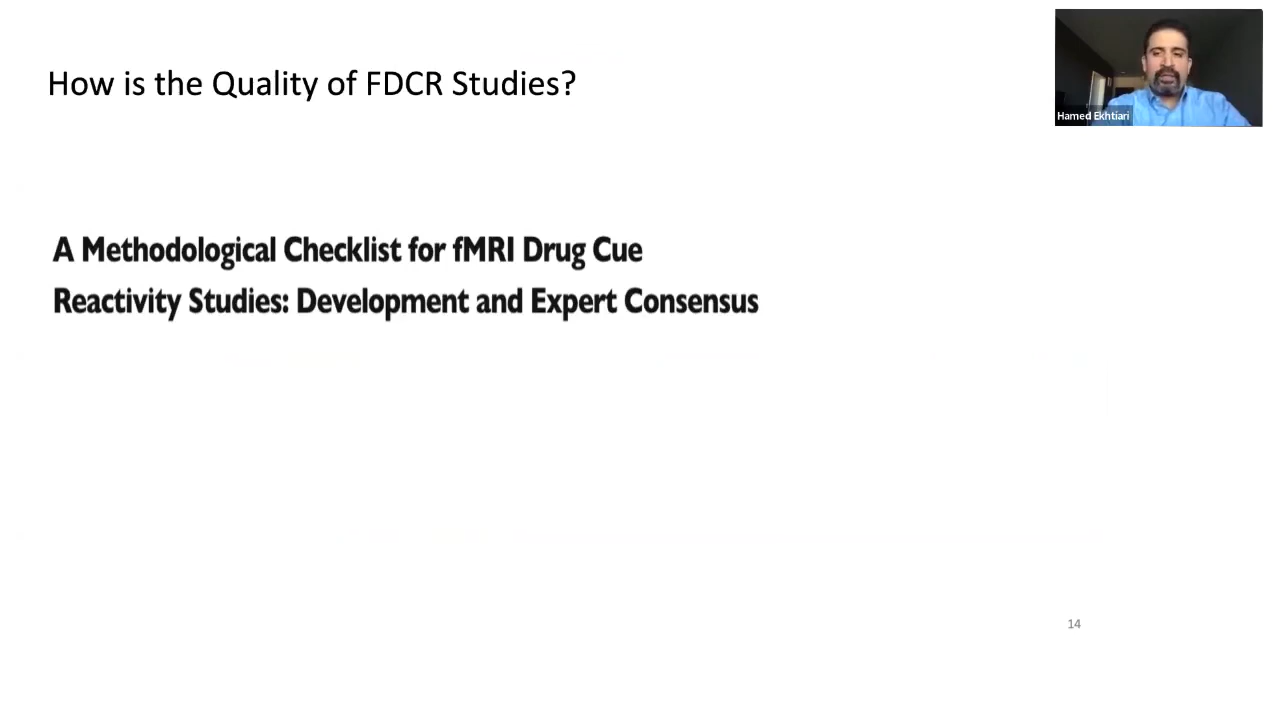 How is the Quality of FDCR Studies?
Hamed Ekhtiari
A Methodological Checklist for fMRI Drug Cue
Reactivity Studies: Development and Expert Consensus
14